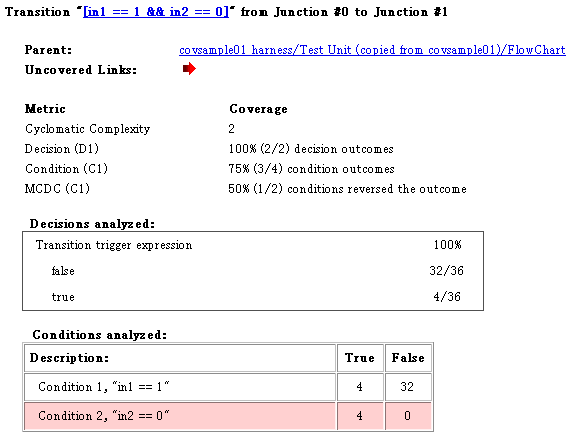 Transition "[in1 == 1 && in2 == 0]" from Junction #0 to Junction #1
Parent: covsample01_harness/Test Unit (copied from covsample01)/FlowChart
Uncovered Links:
Metric Coverage
Cyclomatic Complexity 2
Decision (D1) 100% (2/2) decision outcomes
Condition (C1) 75% (3/4) condition outcomes
MCDC (C1) 50% (1/2) conditions reversed the outcome
Decisions analyzed:
Transition trigger expression 100%
false 32/36
true 4/36
Conditions analyzed:
Description: True False
Condition 1, "in1 == 1" 4 32
Condition 2, "in2 == 0" 4 0